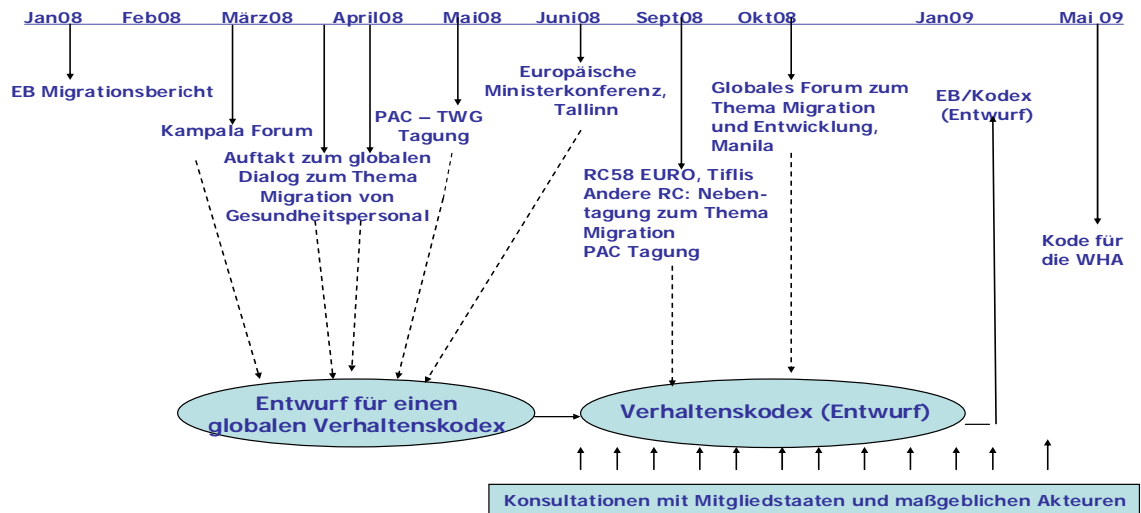 Jan08 Feb08 März08 April08 Mai08 Juni08 Sept08 Okt08 Jan09 Mai 09
EB Migrationsbericht
Kampala Forum
Auftakt zum globalen
Dialog zum Thema
Migration von
Gesundheitspersonal
PAC – TWG
Tagung
Europäische
Ministerkonferenz,
Tallinn
RC58 EURO, Tiflis
Andere RC: Neben-
tagung zum Thema
Migration
PAC Tagung
Globales Forum zum
Thema Migration
und Entwicklung,
Manila
EB/Kodex
(Entwurf)
Kode für
die WHA
Entwurf für einen
globalen Verhaltenskodex
Verhaltenskodex (Entwurf)
Konsultationen mit Mitgliedstaaten und maßgeblichen Akteuren